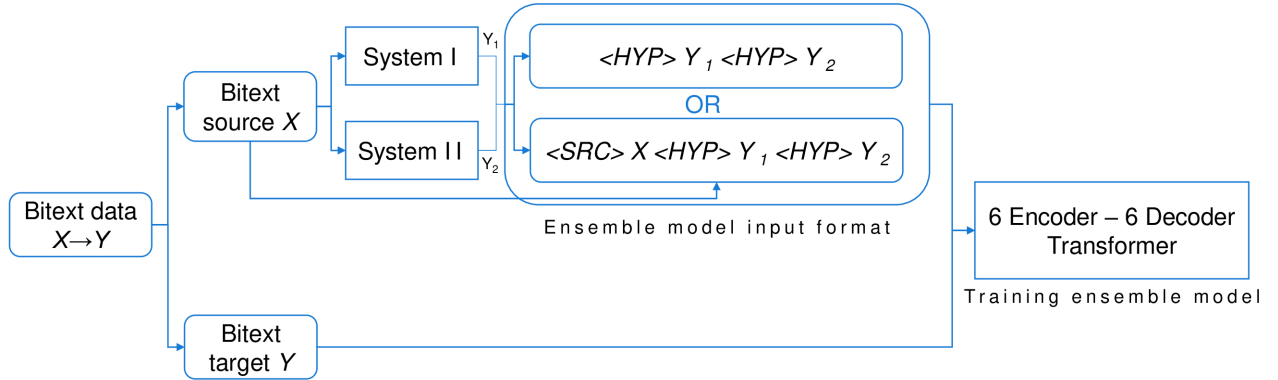 Bitext data
X→Y
Bitext
source X
System I
System II
Y1
Y2
<HYP> Y 1 <HYP> Y 2
OR
<SRC> X <HYP> Y 1 <HYP> Y 2
Ensemble model input format
Bitext
target Y
6 Encoder – 6 Decoder
Transformer
Training ensemble model